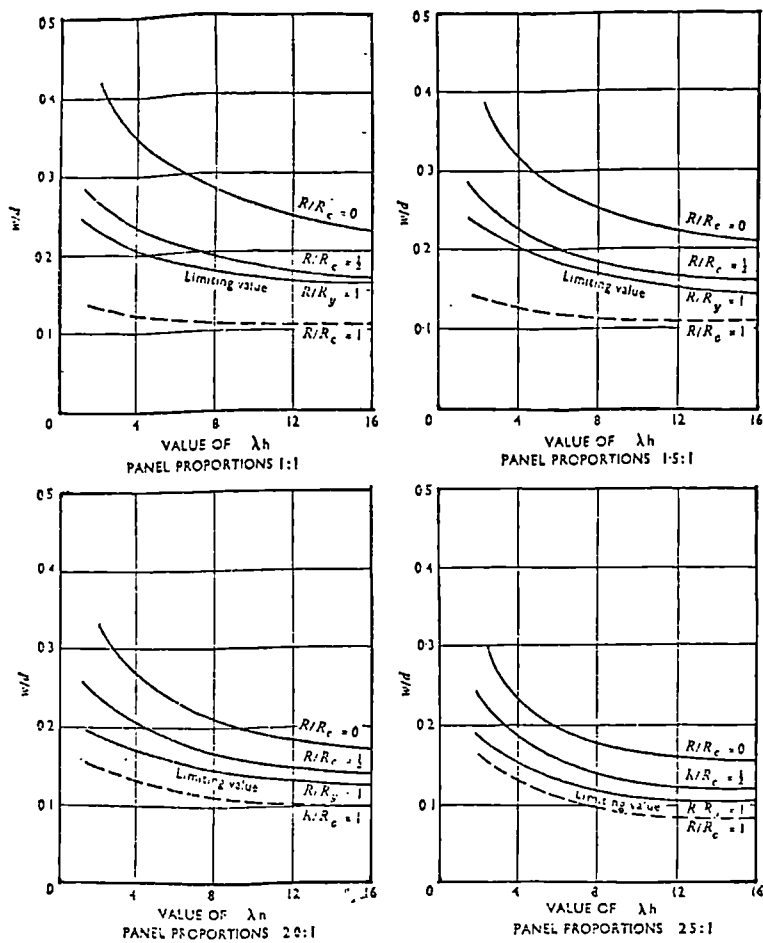 0.5
0.4
0.3
0.2
0.1
w/d
R/Rc = 0
R/Rc = ½
Limiting value
R/Ry = 1
R/Rc = 1
0 4 8 12 16
VALUE OF λh
PANEL PROPORTIONS 1:1
0.5
0.4
0.3
0.2
0.1
w/d
R/Rc = 0
R/Rc = ½
Limiting value
R/Ry = 1
R/Rc = 1
0 4 8 12 16
VALUE OF λh
PANEL PROPORTIONS 1·5:1
0.5
0.4
0.3
0.2
0.1
w/d
R/Rc = 0
R/Rc = ½
Limiting value
R/Ry = 1
R/Rc = 1
0 4 8 12 16
VALUE OF λh
PANEL PROPORTIONS 2·0:1
0.5
0.4
0.3
0.2
0.1
w/d
R/Rc = 0
R/Rc = ½
Limiting value
R/Ry = 1
R/Rc = 1
0 4 8 12 16
VALUE OF λh
PANEL PROPORTIONS 2·5:1